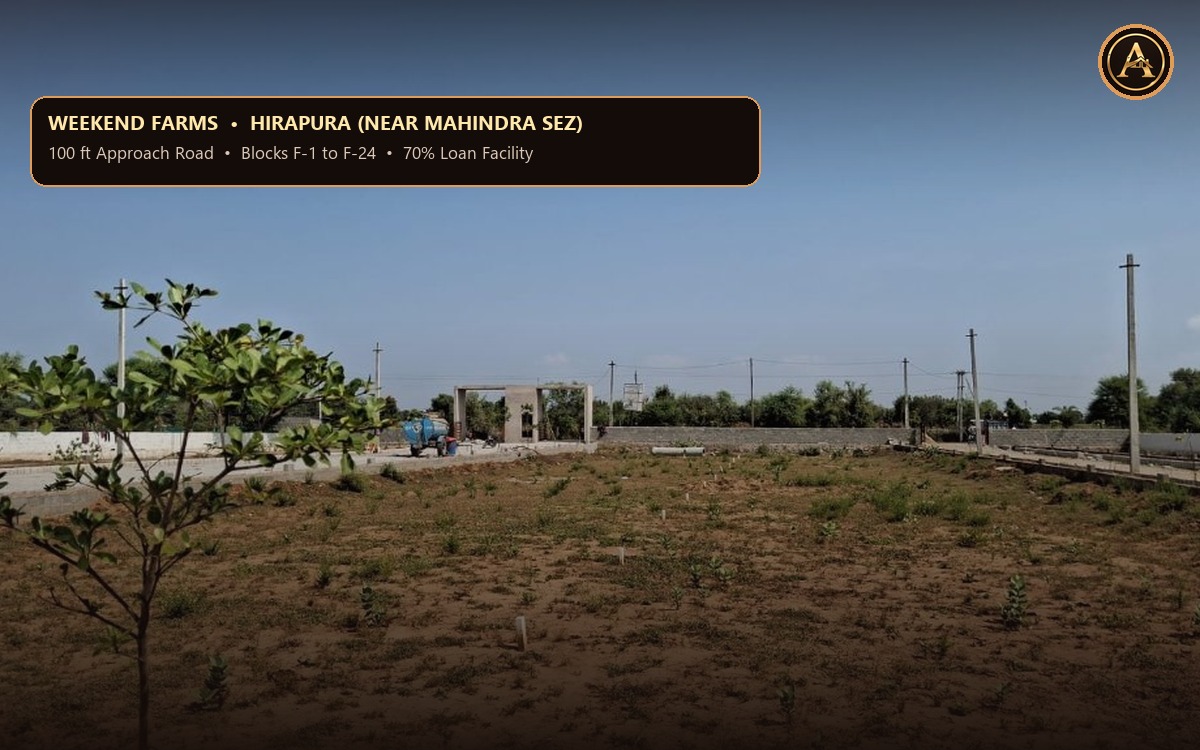 WEEKEND FARMS • HIRAPURA (NEAR MAHINDRA SEZ)
100 ft Approach Road • Blocks F-1 to F-24 • 70% Loan Facility
A